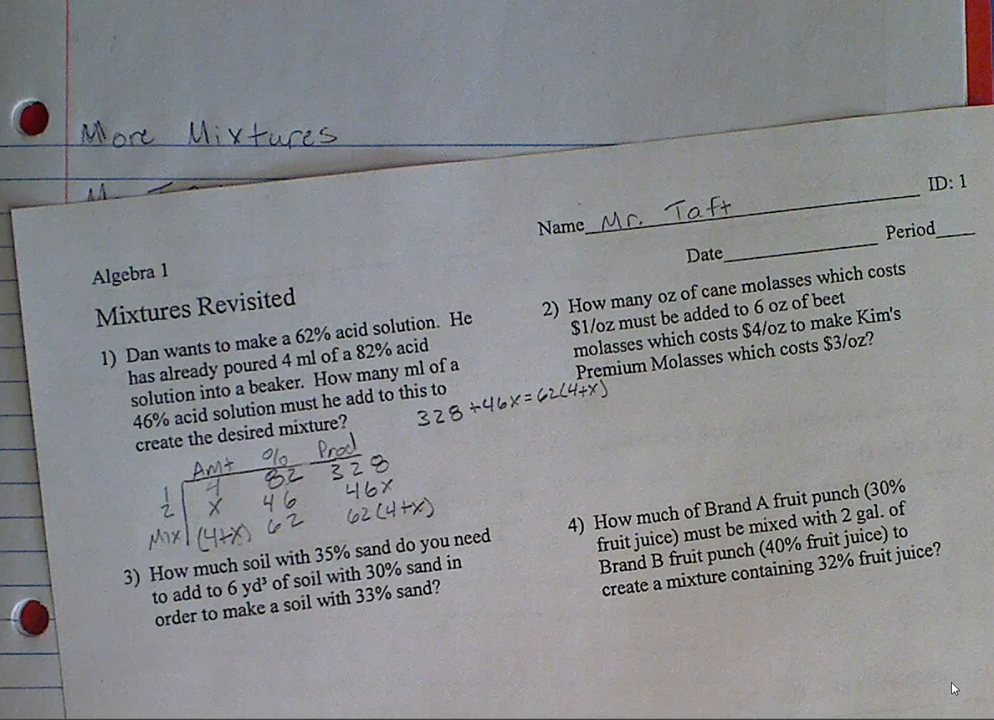 More Mixtures
Name Mr. Taft ID: 1
Date Period
Algebra 1
Mixtures Revisited
1) Dan wants to make a 62% acid solution. He
has already poured 4 ml of a 82% acid
solution into a beaker. How many ml of a
46% acid solution must he add to this to
create the desired mixture?
328 + 46x = 62(4+x)
Amt % Prod
1 4 82 328
2 x 46 46x
Mix (4+x) 62 62(4+x)
2) How many oz of cane molasses which costs
$1/oz must be added to 6 oz of beet
molasses which costs $4/oz to make Kim's
Premium Molasses which costs $3/oz?
3) How much soil with 35% sand do you need
to add to 6 yd³ of soil with 30% sand in
order to make a soil with 33% sand?
4) How much of Brand A fruit punch (30%
fruit juice) must be mixed with 2 gal. of
Brand B fruit punch (40% fruit juice) to
create a mixture containing 32% fruit juice?